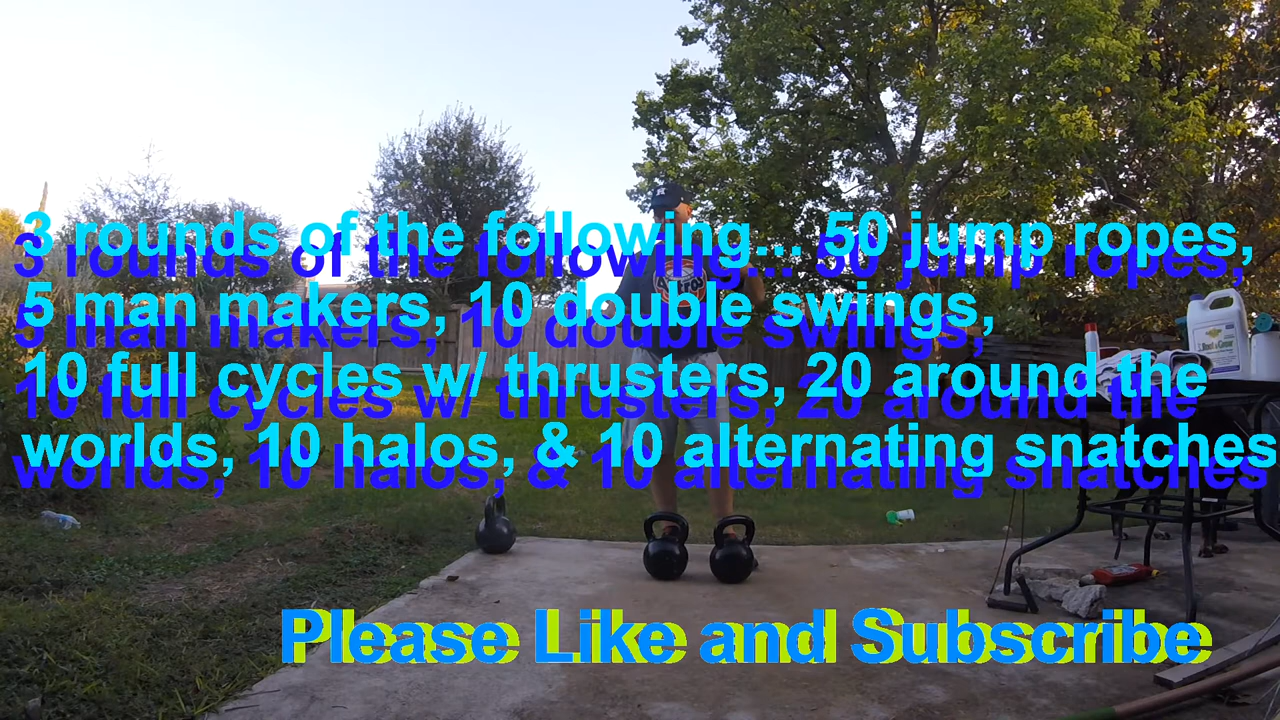 3 rounds of the following... 50 jump ropes,
5 man makers, 10 double swings,
10 full cycles w/ thrusters, 20 around the
worlds, 10 halos, & 10 alternating snatches
Please Like and Subscribe